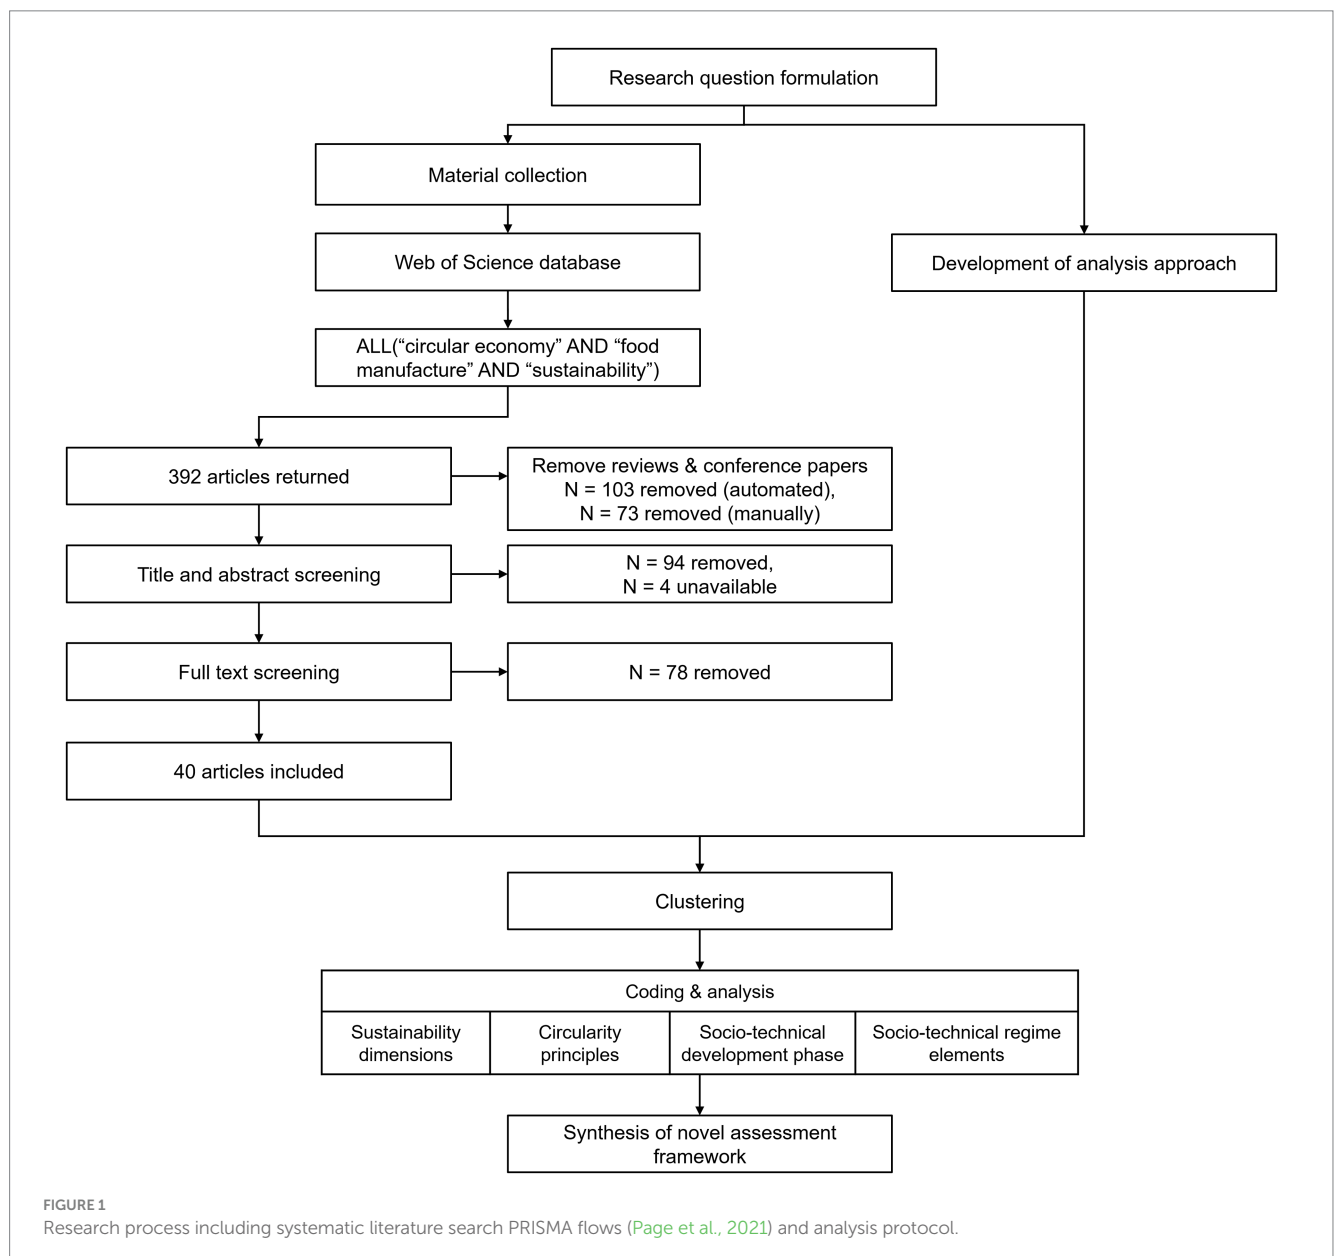 Research question formulation
Material collection
Web of Science database
Development of analysis approach
ALL(“circular economy” AND “food
manufacture” AND “sustainability”)
392 articles returned
Remove reviews & conference papers
N = 103 removed (automated),
N = 73 removed (manually)
Title and abstract screening
N = 94 removed,
N = 4 unavailable
Full text screening
N = 78 removed
40 articles included
Clustering
Coding & analysis
Sustainability
dimensions
Circularity
principles
Socio-technical
development phase
Socio-technical regime
elements
Synthesis of novel assessment
framework
FIGURE 1
Research process including systematic literature search PRISMA flows (Page et al., 2021) and analysis protocol.